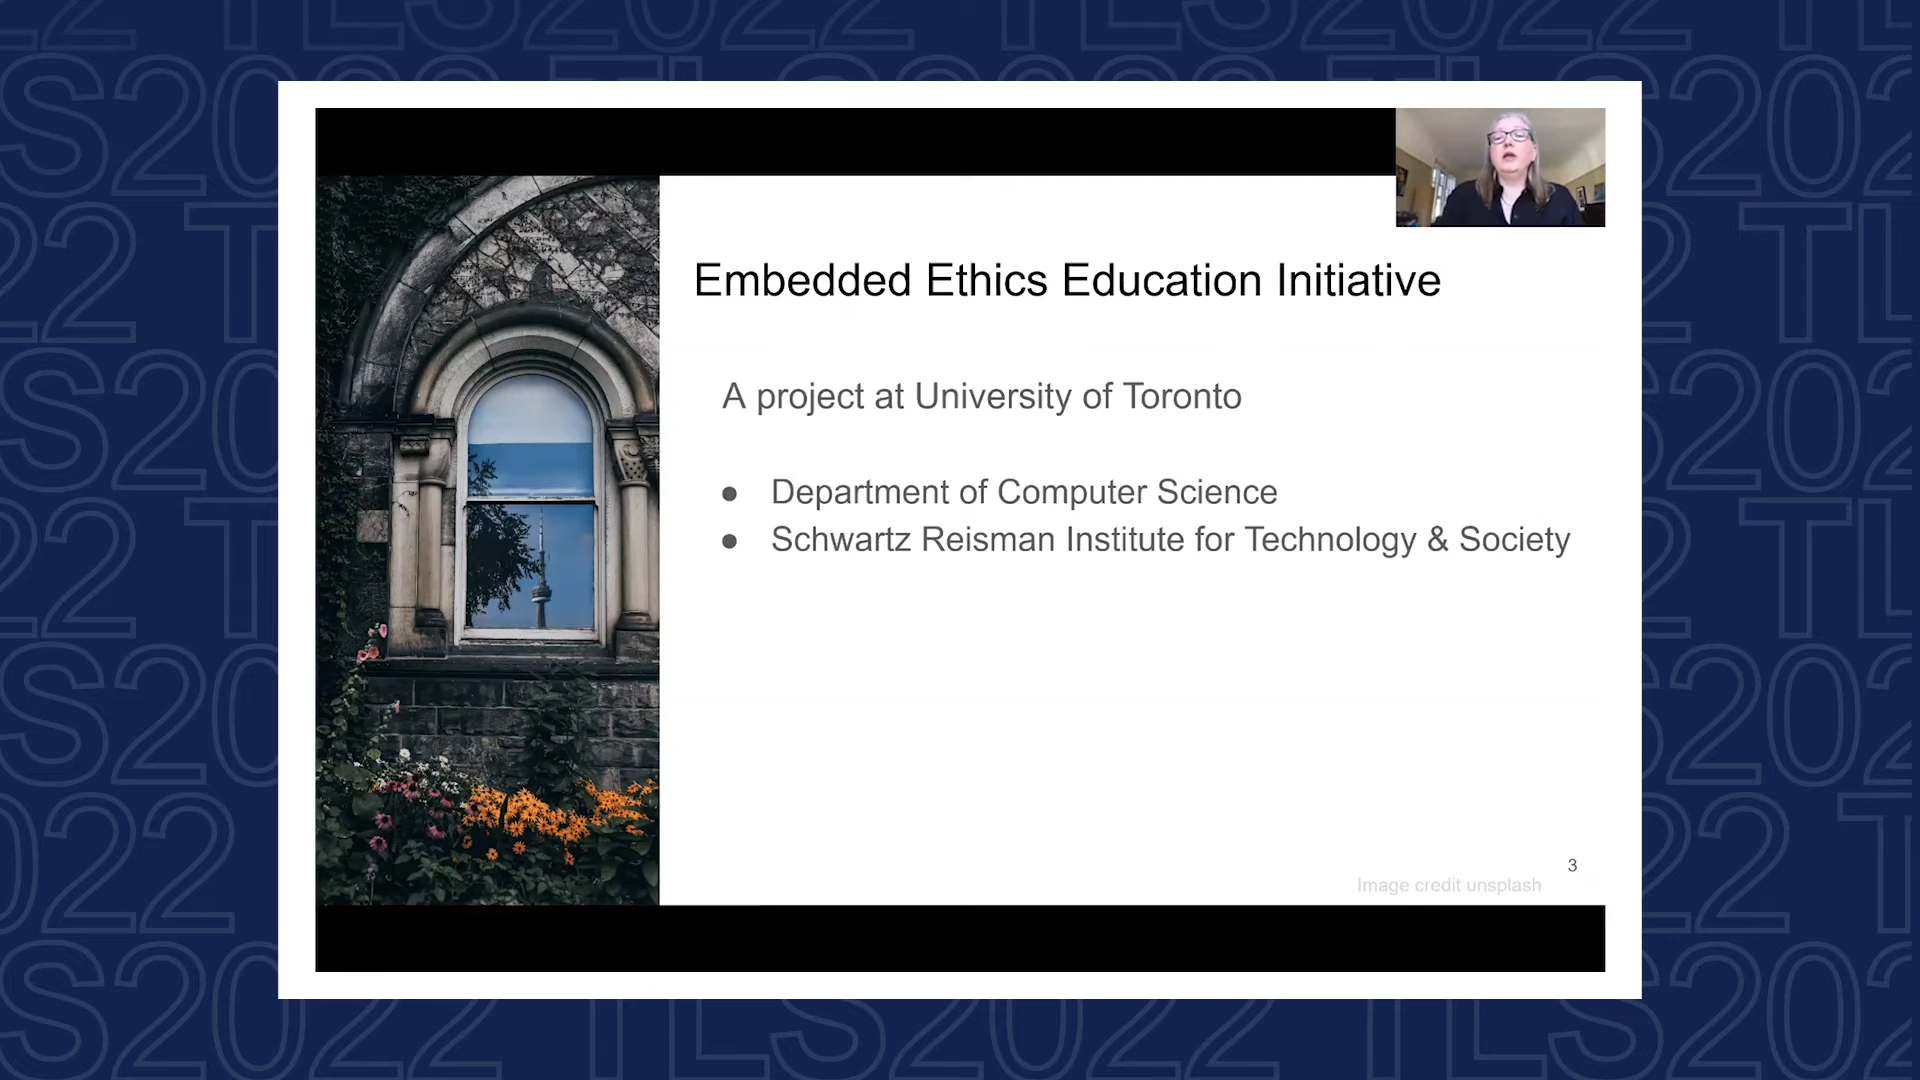 Embedded Ethics Education Initiative
A project at University of Toronto
● Department of Computer Science
● Schwartz Reisman Institute for Technology & Society
3
Image credit unsplash
TLS2022